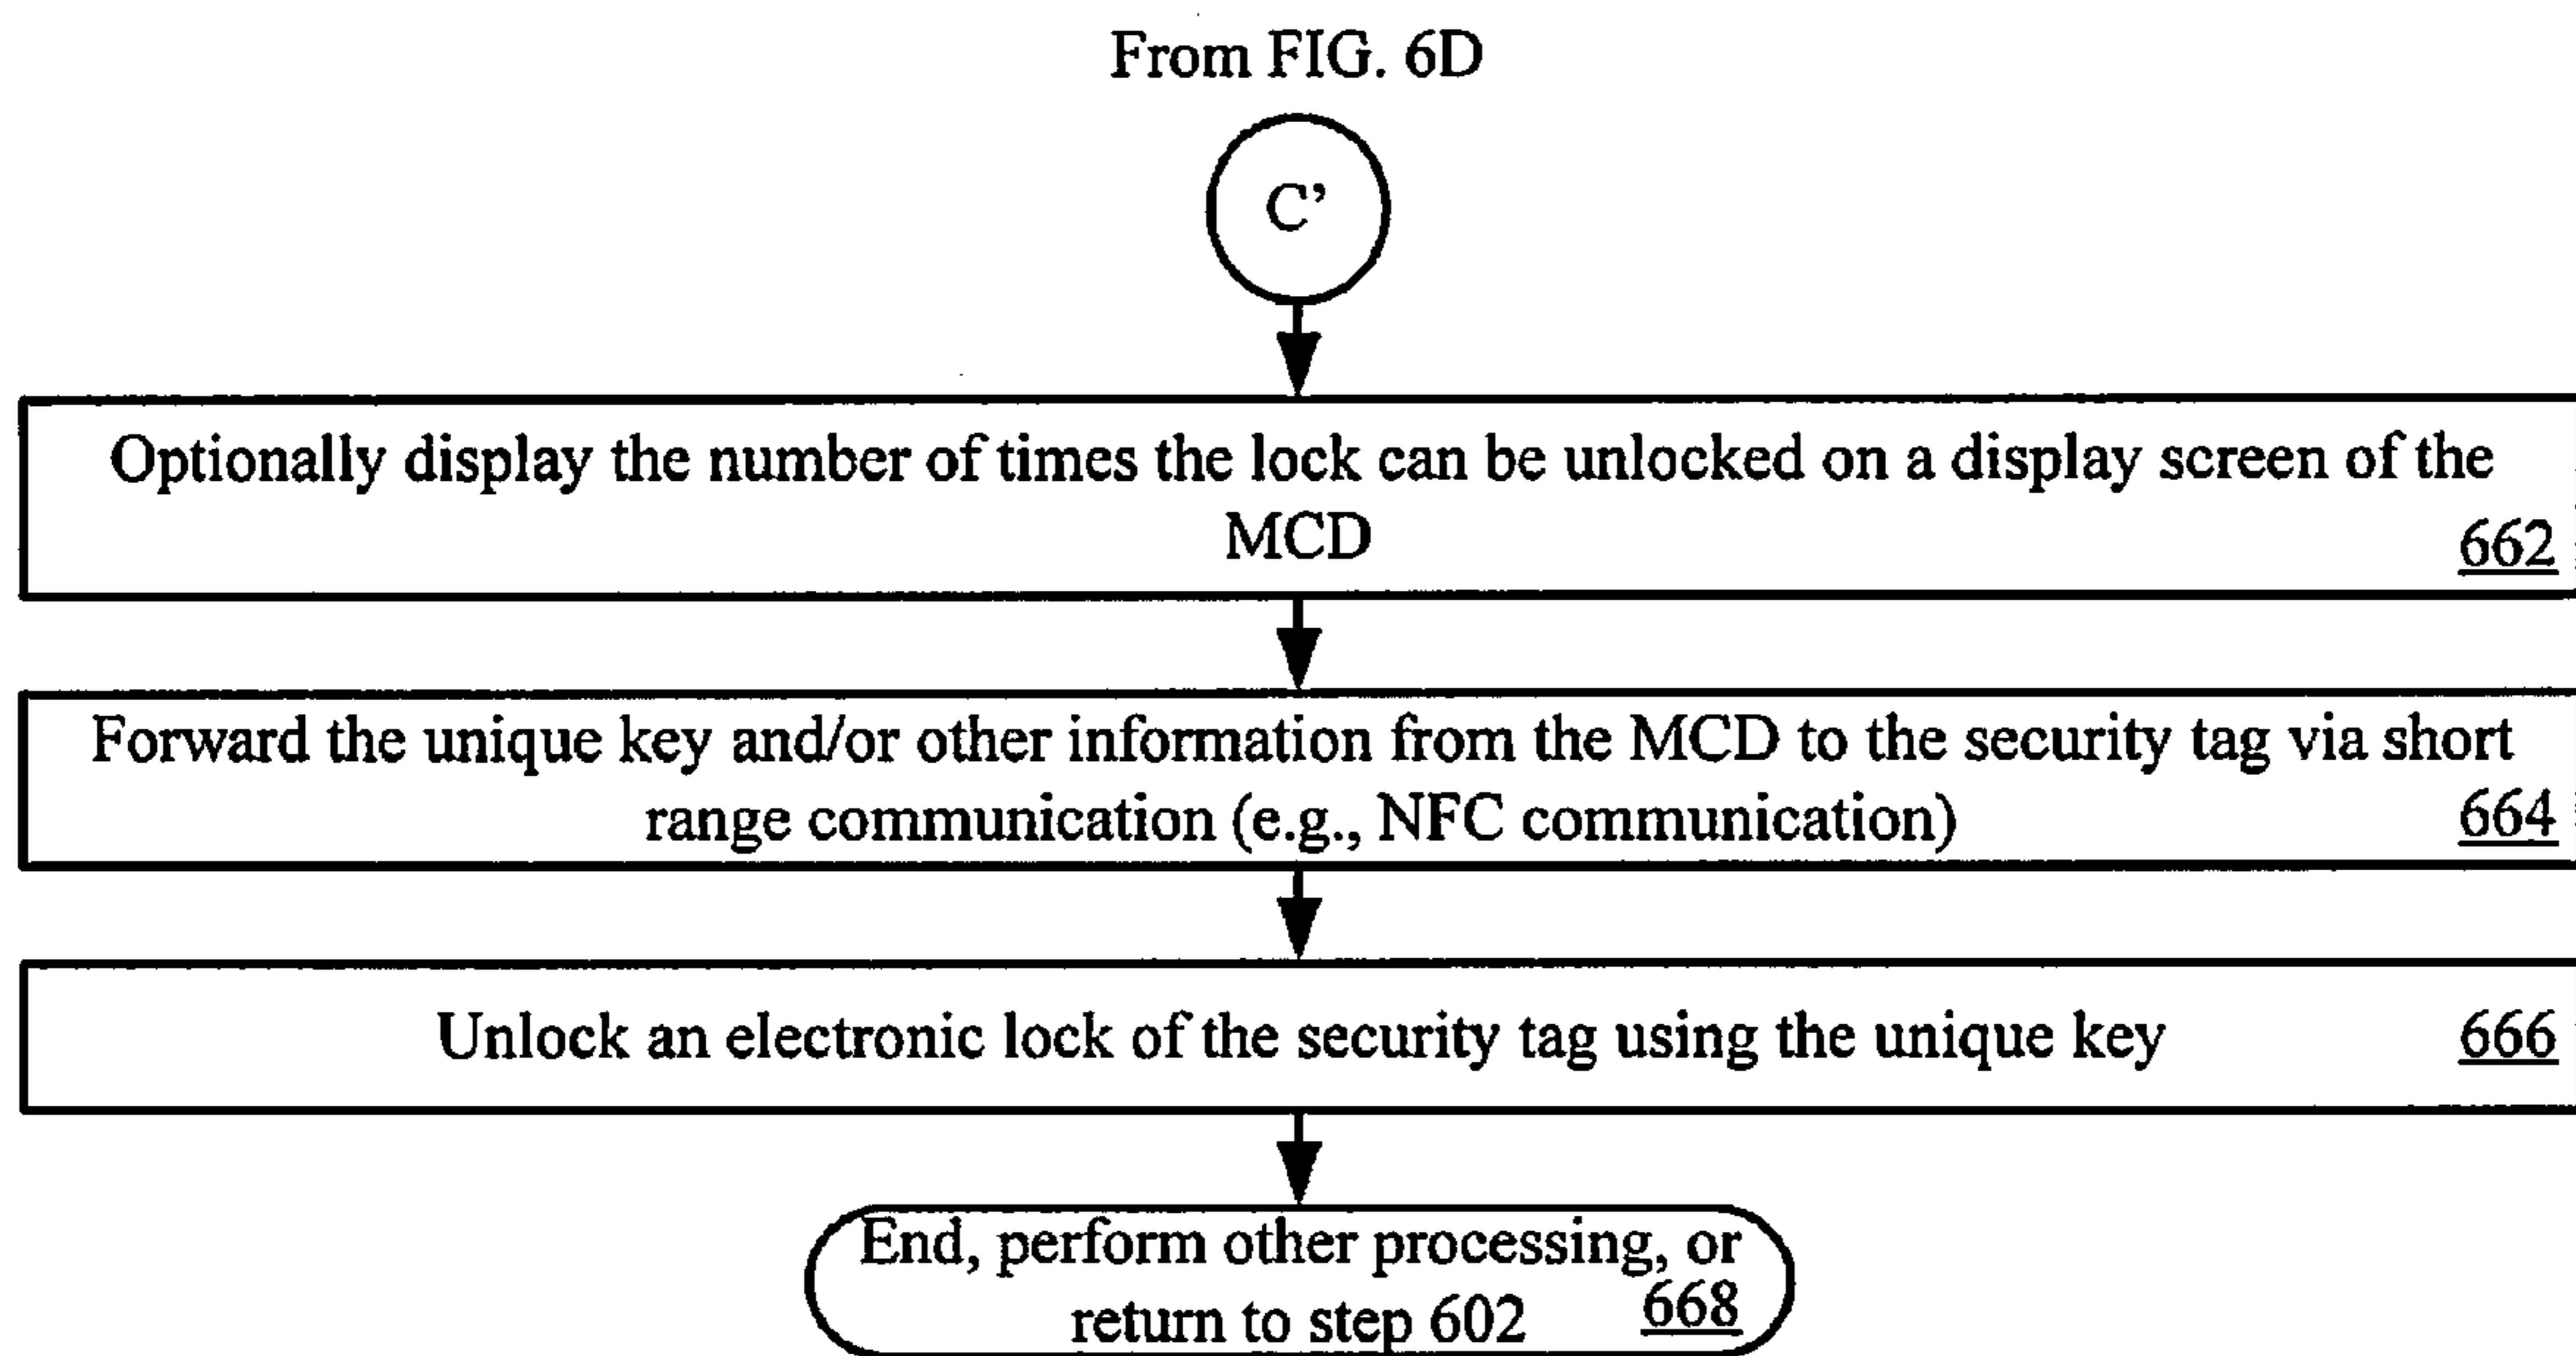 From FIG. 6D
C’
Optionally display the number of times the lock can be unlocked on a display screen of the
MCD
662
Forward the unique key and/or other information from the MCD to the security tag via short
range communication (e.g., NFC communication)
664
Unlock an electronic lock of the security tag using the unique key
666
End, perform other processing, or
return to step 602
668